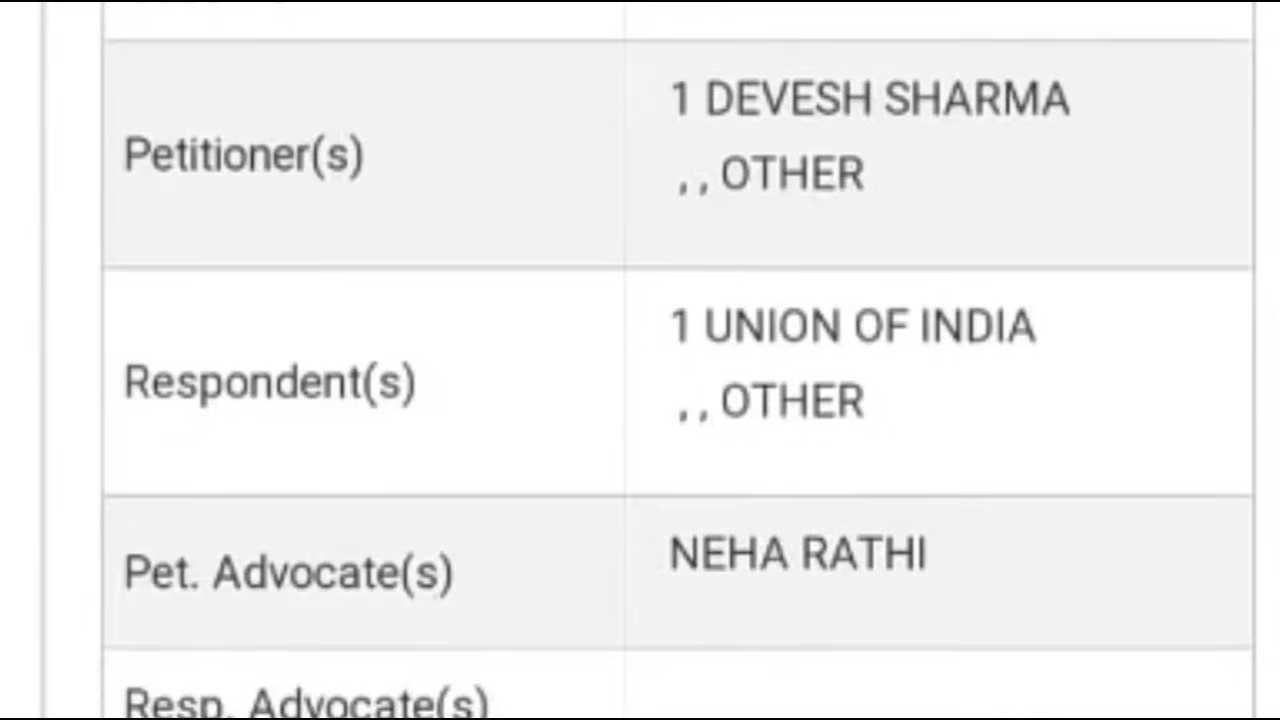 Petitioner(s)
1 DEVESH SHARMA
, , OTHER
Respondent(s)
1 UNION OF INDIA
, , OTHER
Pet. Advocate(s)
NEHA RATHI
Resp. Advocate(s)